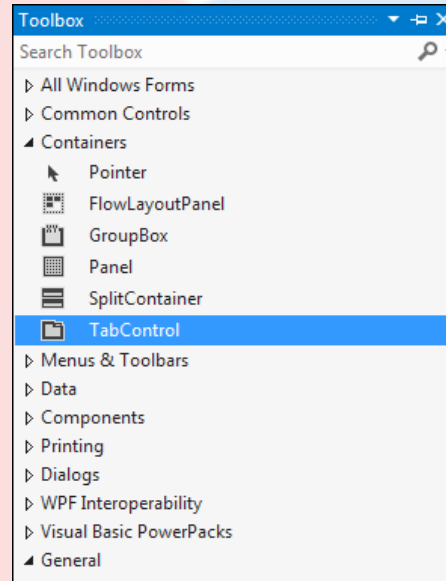 Toolbox
Search Toolbox
All Windows Forms
Common Controls
Containers
Pointer
FlowLayoutPanel
GroupBox
Panel
SplitContainer
TabControl
Menus & Toolbars
Data
Components
Printing
Dialogs
WPF Interoperability
Visual Basic PowerPacks
General